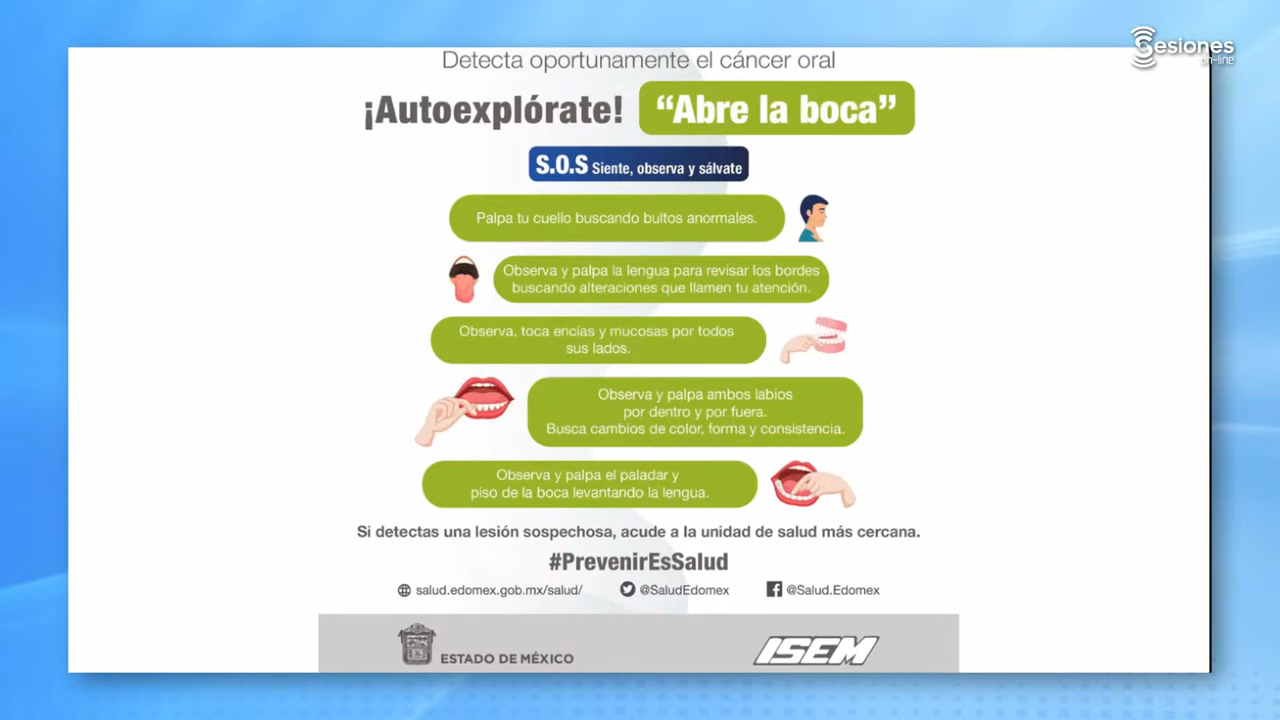 Sesiones
on-line
Detecta oportunamente el cáncer oral
¡Autoexplórate! “Abre la boca”
S.O.S Siente, observa y sálvate
Palpa tu cuello buscando bultos anormales.
Observa y palpa la lengua para revisar los bordes
buscando alteraciones que llamen tu atención.
Observa, toca encías y mucosas por todos
sus lados.
Observa y palpa ambos labios
por dentro y por fuera.
Busca cambios de color, forma y consistencia.
Observa y palpa el paladar y
piso de la boca levantando la lengua.
Si detectas una lesión sospechosa, acude a la unidad de salud más cercana.
#PrevenirEsSalud
salud.edomex.gob.mx/salud/ @SaludEdomex @Salud.Edomex
ESTADO DE MÉXICO ISEM